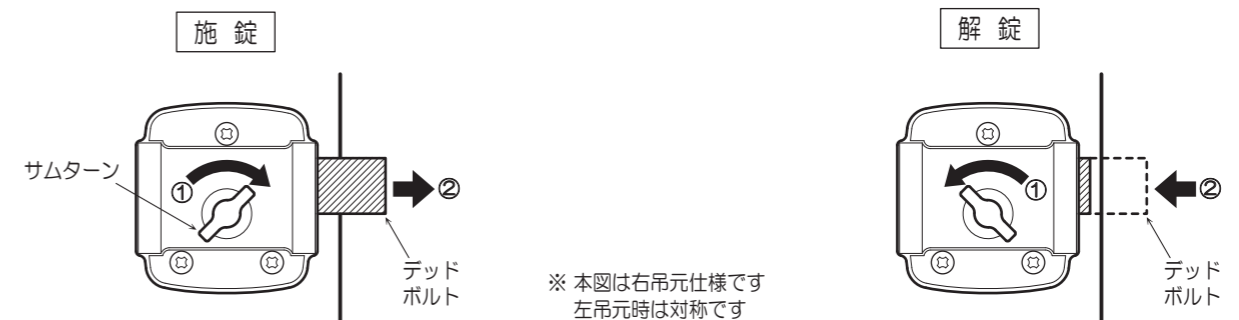 施 錠
サムターン
①
②
デッド
ボルト
※ 本図は右吊元仕様です
左吊元時は対称です
解 錠
①
②
デッド
ボルト